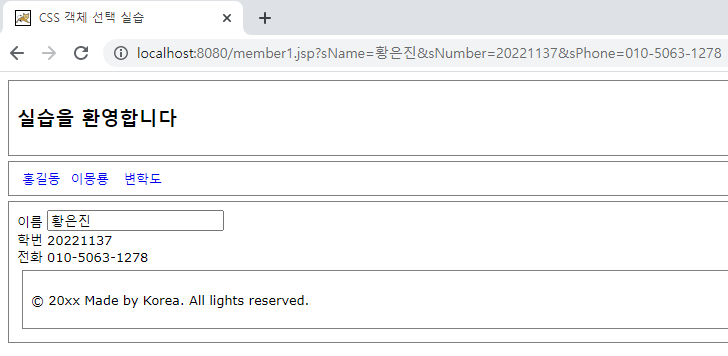 CSS 객체 선택 실습
localhost:8080/member1.jsp?sName=황은진&sNumber=20221137&sPhone=010-5063-1278
실습을 환영합니다
홍길동 이몽룡 변학도
이름 황은진
학번 20221137
전화 010-5063-1278
© 20xx Made by Korea. All lights reserved.